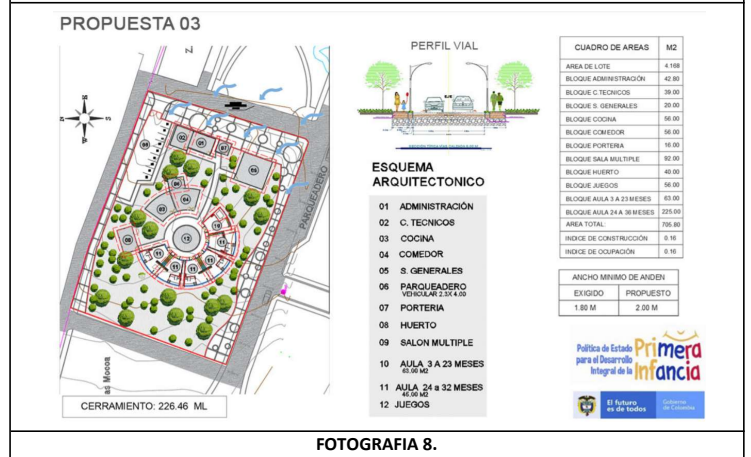 PROPUESTA 03
PERFIL VIAL
PARQUEADERO
as Mocoa
CERRAMIENTO: 226.46 ML
ESQUEMA
ARQUITECTONICO
01 ADMINISTRACIÓN
02 C. TECNICOS
03 COCINA
04 COMEDOR
05 S. GENERALES
06 PARQUEADERO
VEHICULAR 2.3X 4.00
07 PORTERIA
08 HUERTO
09 SALON MULTIPLE
10 AULA 3 A 23 MESES
63.00 M2
11 AULA 24 a 32 MESES
46.00 M2
12 JUEGOS
CUADRO DE AREAS M2
AREA DE LOTE 4.168
BLOQUE ADMINISTRACIÓN 42.80
BLOQUE C.TECNICOS 39.00
BLOQUE S. GENERALES 20.00
BLOQUE COCINA 56.00
BLOQUE COMEDOR 56.00
BLOQUE PORTERIA 16.00
BLOQUE SALA MULTIPLE 92.00
BLOQUE HUERTO 40.00
BLOQUE JUEGOS 56.00
BLOQUE AULA 3 A 23 MESES 63.00
BLOQUE AULA 24 A 36 MESES 225.00
AREA TOTAL: 705.80
INDICE DE CONSTRUCCIÓN 0.16
INDICE DE OCUPACIÓN 0.16
ANCHO MINIMO DE ANDEN
EXIGIDO PROPUESTO
1.80 M 2.00 M
Política de Estado
para el Desarrollo
Integral de la
Primera
Infancia
El futuro
es de todos
Gobierno
de Colombia
FOTOGRAFIA 8.